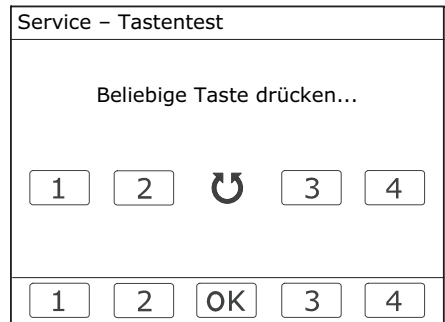 Service – Tastentest
Beliebige Taste drücken...
1 2 3 4
1 2 OK 3 4